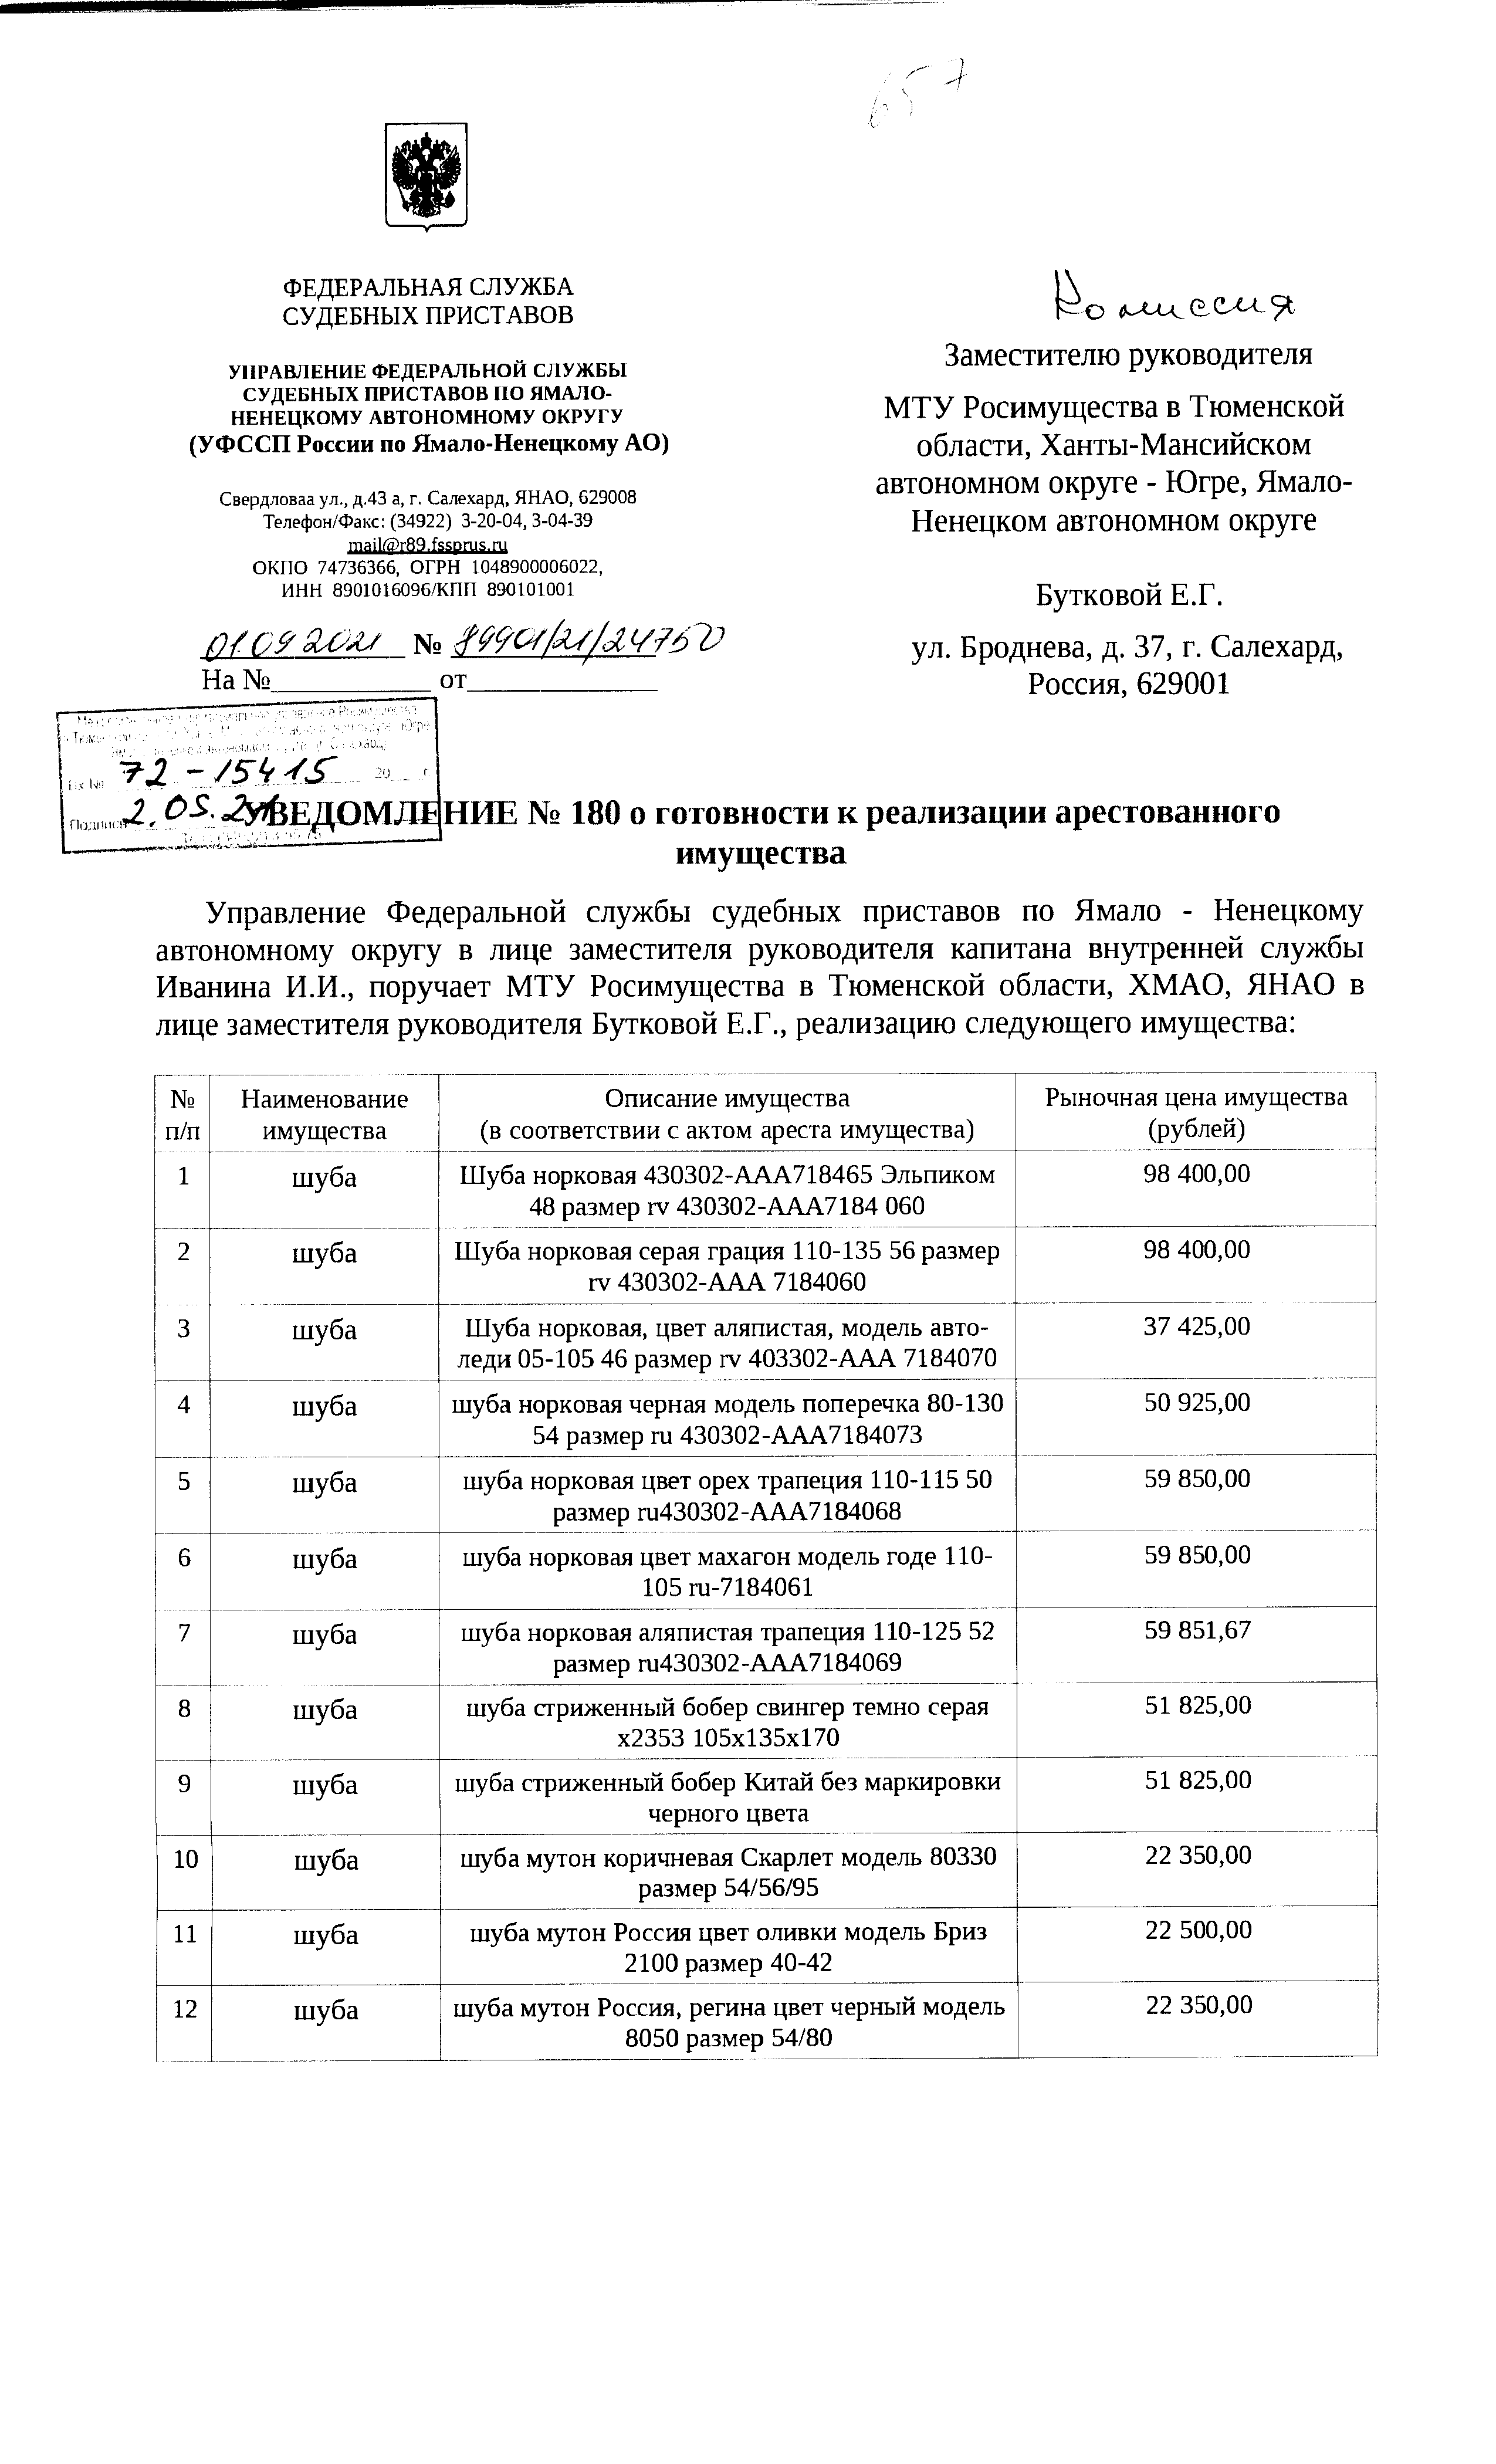 657
ФЕДЕРАЛЬНАЯ СЛУЖБА
СУДЕБНЫХ ПРИСТАВОВ
УПРАВЛЕНИЕ ФЕДЕРАЛЬНОЙ СЛУЖБЫ
СУДЕБНЫХ ПРИСТАВОВ ПО ЯМАЛО-
НЕНЕЦКОМУ АВТОНОМНОМУ ОКРУГУ
(УФССП России по Ямало-Ненецкому АО)
Свердловаа ул., д.43 а, г. Салехард, ЯНАО, 629008
Телефон/Факс: (34922) 3-20-04, 3-04-39
mail@r89.fssprus.ru
ОКПО 74736366, ОГРН 1048900006022,
ИНН 8901016096/КПП 890101001
01.09 2021 № 89901/21/24750
На №____________ от______________
Комиссия
Заместителю руководителя
МТУ Росимущества в Тюменской
области, Ханты-Мансийском
автономном округе - Югре, Ямало-
Ненецком автономном округе
Бутковой Е.Г.
ул. Броднева, д. 37, г. Салехард,
Россия, 629001
Вх № 72-15415 20 г.
Подпись
УВЕДОМЛЕНИЕ № 180 о готовности к реализации арестованного
имущества
Управление Федеральной службы судебных приставов по Ямало - Ненецкому
автономному округу в лице заместителя руководителя капитана внутренней службы
Иванина И.И., поручает МТУ Росимущества в Тюменской области, ХМАО, ЯНАО в
лице заместителя руководителя Бутковой Е.Г., реализацию следующего имущества:
№ Наименование Описание имущества Рыночная цена имущества
п/п имущества (в соответствии с актом ареста имущества) (рублей)
1 шуба Шуба норковая 430302-ААА718465 Эльпиком 98 400,00
48 размер rv 430302-ААА7184 060
2 шуба Шуба норковая серая грация 110-135 56 размер 98 400,00
rv 430302-ААА 7184060
3 шуба Шуба норковая, цвет аляпистая, модель авто- 37 425,00
леди 05-105 46 размер rv 403302-ААА 7184070
4 шуба шуба норковая черная модель поперечка 80-130 50 925,00
54 размер ru 430302-ААА7184073
5 шуба шуба норковая цвет орех трапеция 110-115 50 59 850,00
размер ru430302-ААА7184068
6 шуба шуба норковая цвет махагон модель годе 110- 59 850,00
105 ru-7184061
7 шуба шуба норковая аляпистая трапеция 110-125 52 59 851,67
размер ru430302-ААА7184069
8 шуба шуба стриженный бобер свингер темно серая 51 825,00
х2353 105х135х170
9 шуба шуба стриженный бобер Китай без маркировки 51 825,00
черного цвета
10 шуба шуба мутон коричневая Скарлет модель 80330 22 350,00
размер 54/56/95
11 шуба шуба мутон Россия цвет оливки модель Бриз 22 500,00
2100 размер 40-42
12 шуба шуба мутон Россия, регина цвет черный модель 22 350,00
8050 размер 54/80